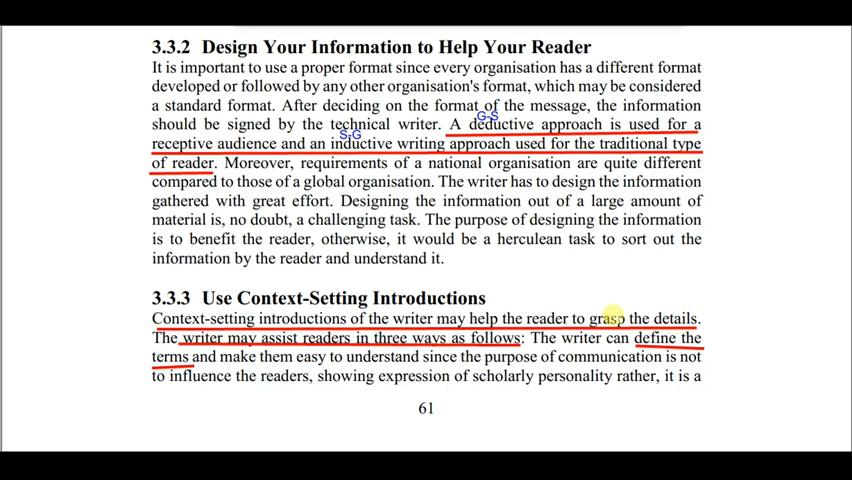 3.3.2 Design Your Information to Help Your Reader
It is important to use a proper format since every organisation has a different format
developed or followed by any other organisation's format, which may be considered
a standard format. After deciding on the format of the message, the information
G-S
should be signed by the technical writer. A deductive approach is used for a
S-G
receptive audience and an inductive writing approach used for the traditional type
of reader. Moreover, requirements of a national organisation are quite different
compared to those of a global organisation. The writer has to design the information
gathered with great effort. Designing the information out of a large amount of
material is, no doubt, a challenging task. The purpose of designing the information
is to benefit the reader, otherwise, it would be a herculean task to sort out the
information by the reader and understand it.
3.3.3 Use Context-Setting Introductions
Context-setting introductions of the writer may help the reader to grasp the details.
The writer may assist readers in three ways as follows: The writer can define the
terms and make them easy to understand since the purpose of communication is not
to influence the readers, showing expression of scholarly personality rather, it is a
61